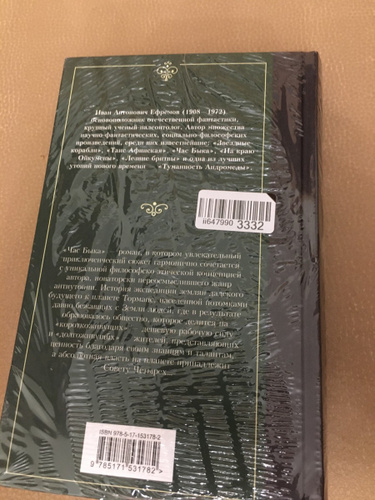 Иван Антонович Ефремов (1908—1972)
основоположник отечественной фантастики,
крупный ученый палеонтолог. Автор множества
научно-фантастических, социально-философских
произведений, среди них известнейшие: «Звездные
корабли», «Таис Афинская», «Час Быка», «На краю
Ойкумены», «Лезвие бритвы» и одна из лучших
утопий нового времени — «Туманность Андромеды».
li647990 3332
«Час Быка» — роман, в котором увлекательный
приключенческий сюжет гармонично сочетается
с уникальной философско-этической концепцией
автора, новаторски переосмыслившего жанр
антиутопии. История экспедиции землян далёкого
будущего к планете Торманс, населенной потомками
давно бежавших с Земли людей, где в результате
образовалось общество, которое делится на
«короткоживущих» — дешевую рабочую силу
и «долгоживущих» — жителей, представляющих
ценность благодаря своим знаниям и талантам,
а абсолютная власть на планете принадлежит
Совету Четырех.
ISBN 978-5-17-153178-2
9 785171 531782 >